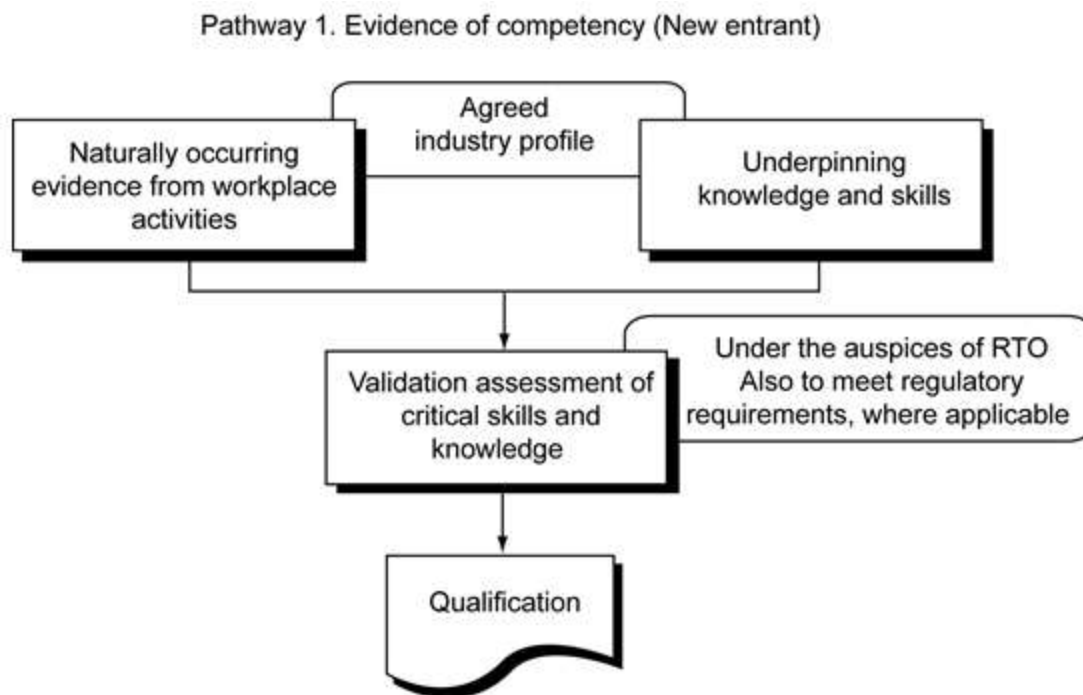 Pathway 1. Evidence of competency (New entrant)
Agreed
industry profile
Naturally occurring
evidence from workplace
activities
Underpinning
knowledge and skills
Under the auspices of RTO
Also to meet regulatory
requirements, where applicable
Validation assessment of
critical skills and
knowledge
Qualification